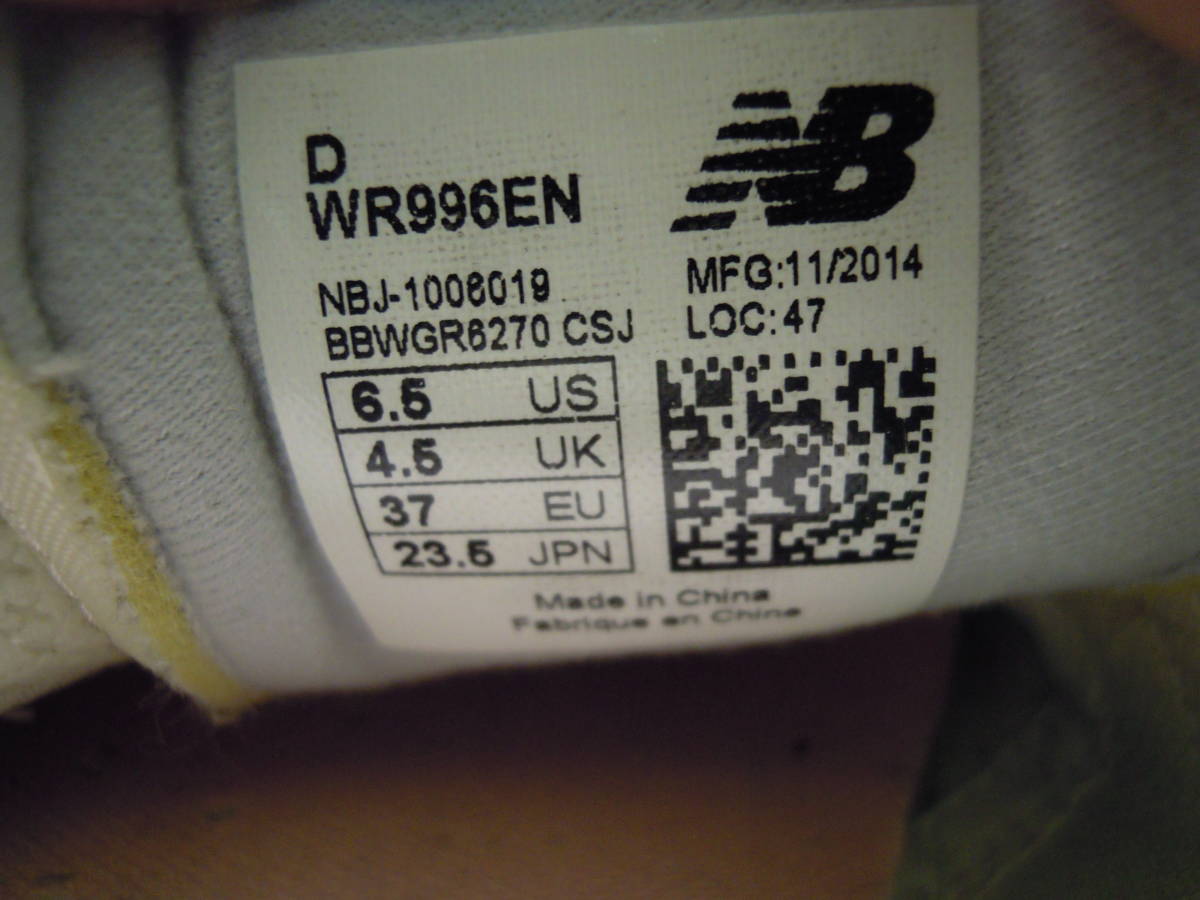 D
WR996EN
NB
NBJ-1006019
BBWGR6270 CSJ
MFG:11/2014
LOC:47
6.5 US
4.5 UK
37 EU
23.5 JPN
Made in China
Fabrique en Chine